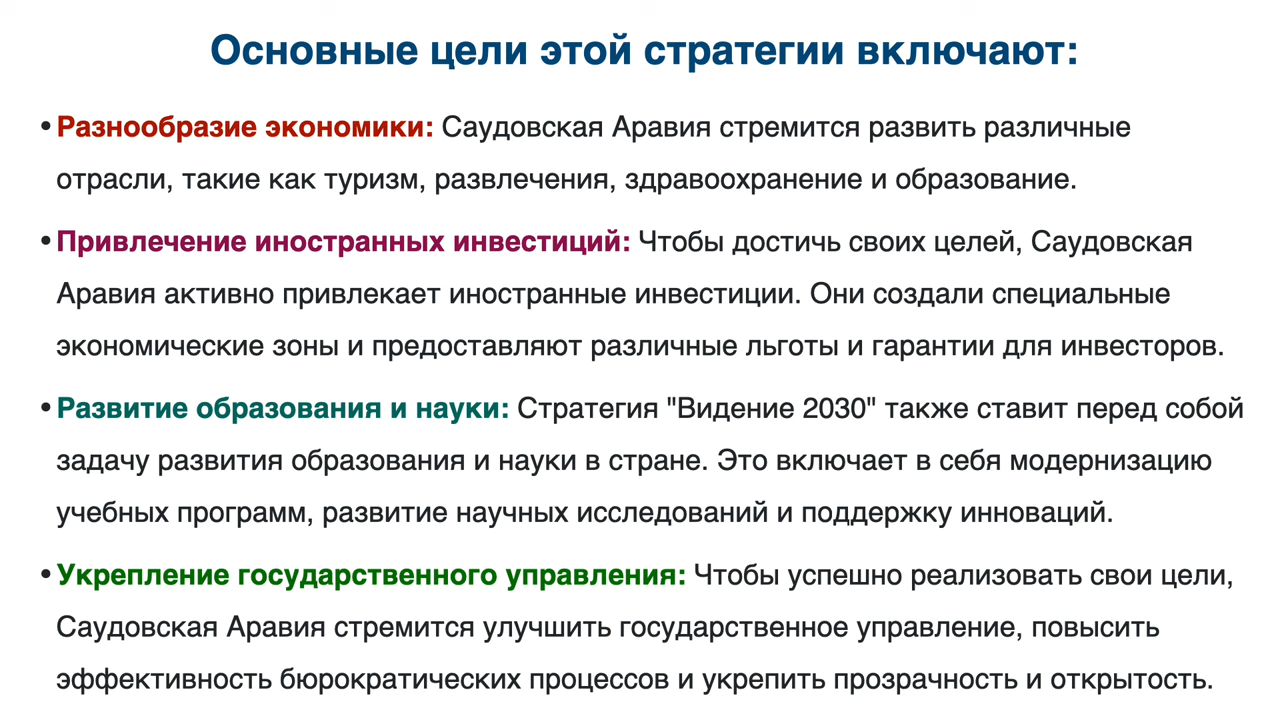 Основные цели этой стратегии включают:
• Разнообразие экономики: Саудовская Аравия стремится развить различные
отрасли, такие как туризм, развлечения, здравоохранение и образование.
• Привлечение иностранных инвестиций: Чтобы достичь своих целей, Саудовская
Аравия активно привлекает иностранные инвестиции. Они создали специальные
экономические зоны и предоставляют различные льготы и гарантии для инвесторов.
• Развитие образования и науки: Стратегия "Видение 2030" также ставит перед собой
задачу развития образования и науки в стране. Это включает в себя модернизацию
учебных программ, развитие научных исследований и поддержку инноваций.
• Укрепление государственного управления: Чтобы успешно реализовать свои цели,
Саудовская Аравия стремится улучшить государственное управление, повысить
эффективность бюрократических процессов и укрепить прозрачность и открытость.